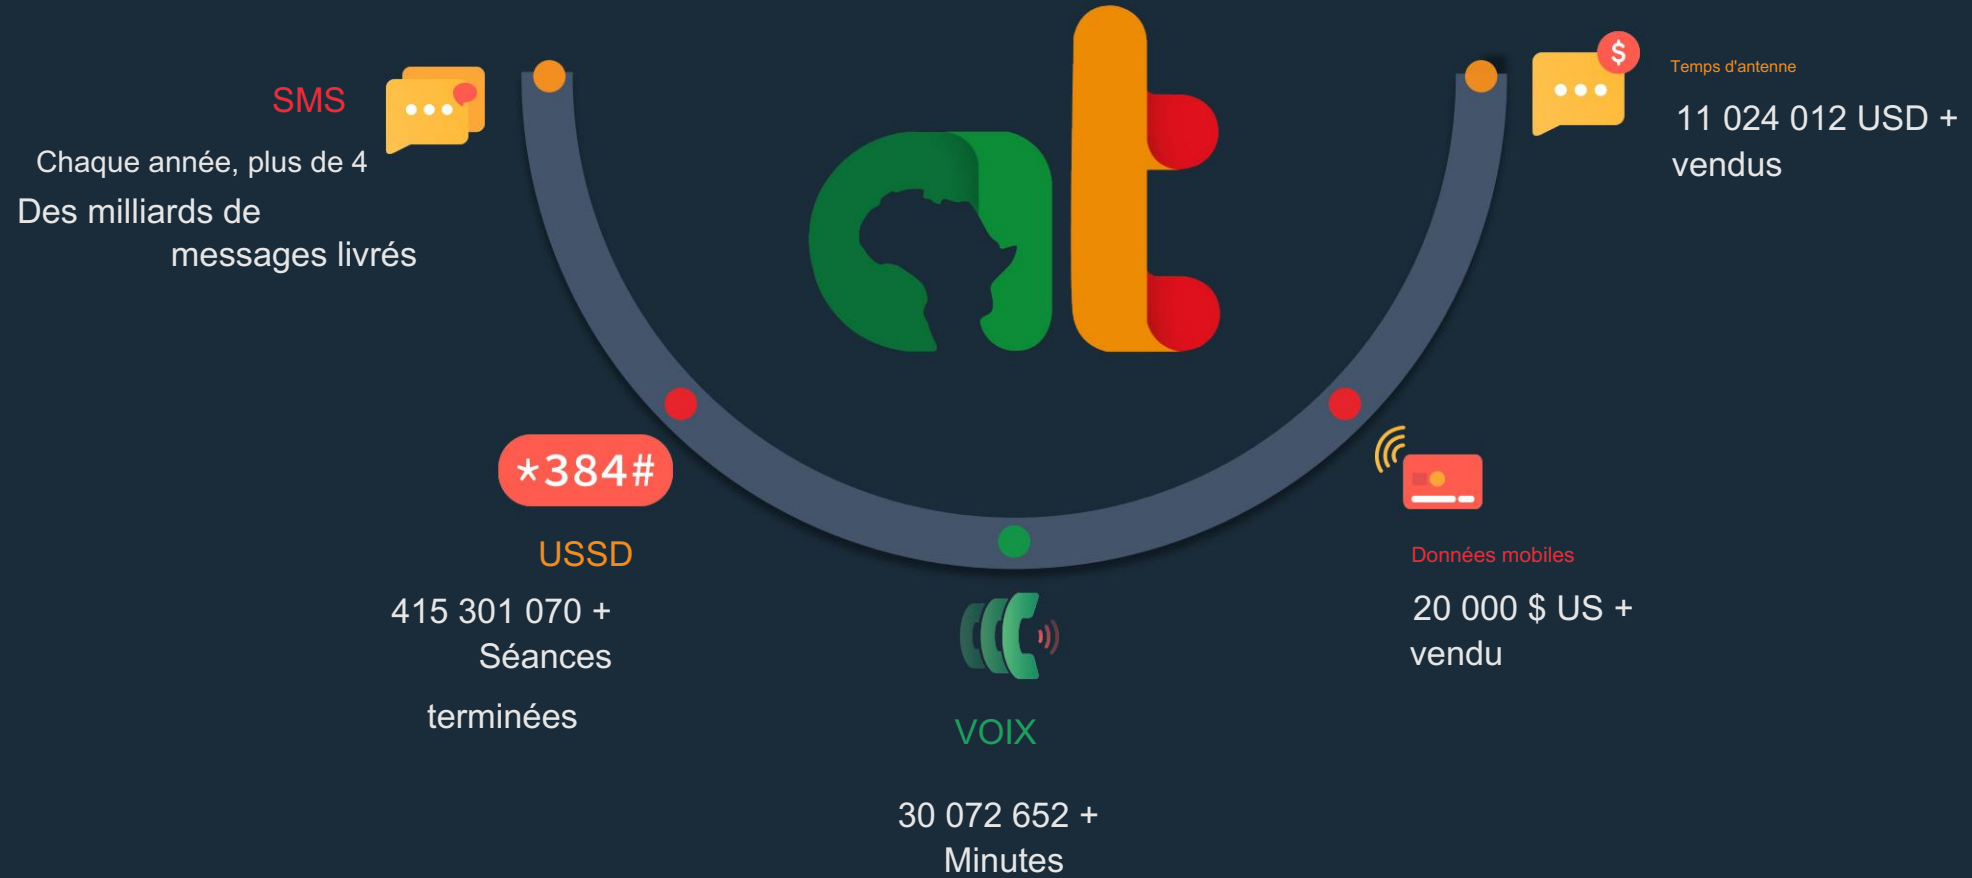 SMS
Chaque année, plus de 4
Des milliards de
messages livrés
at
Temps d'antenne
11 024 012 USD +
vendus
*384#
USSD
415 301 070 +
Séances
terminées
VOIX
30 072 652 +
Minutes
Données mobiles
20 000 $ US +
vendu